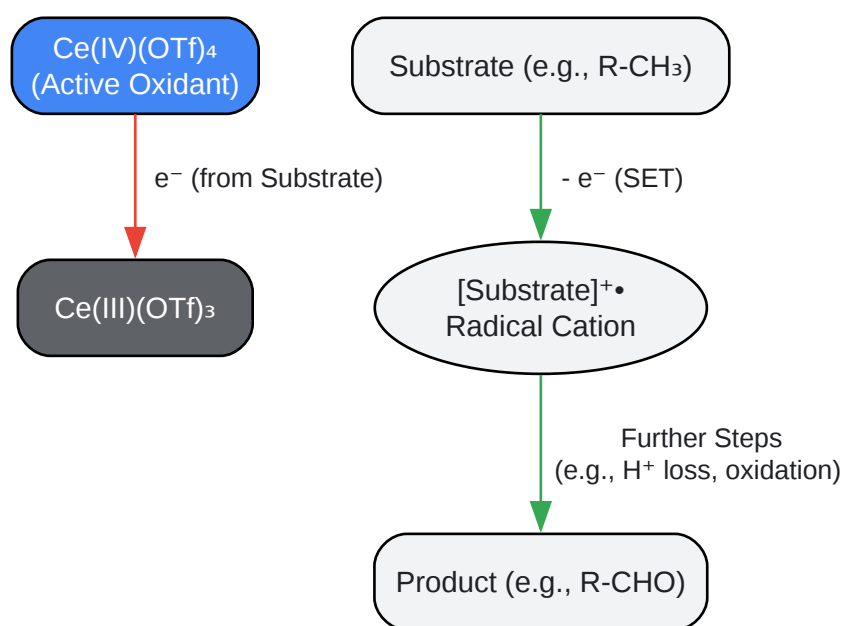 Ce(IV)(OTf)₄
(Active Oxidant)
Substrate (e.g., R-CH₃)
e⁻ (from Substrate)
- e⁻ (SET)
Ce(III)(OTf)₃
[Substrate]⁺•
Radical Cation
Further Steps
(e.g., H⁺ loss, oxidation)
Product (e.g., R-CHO)